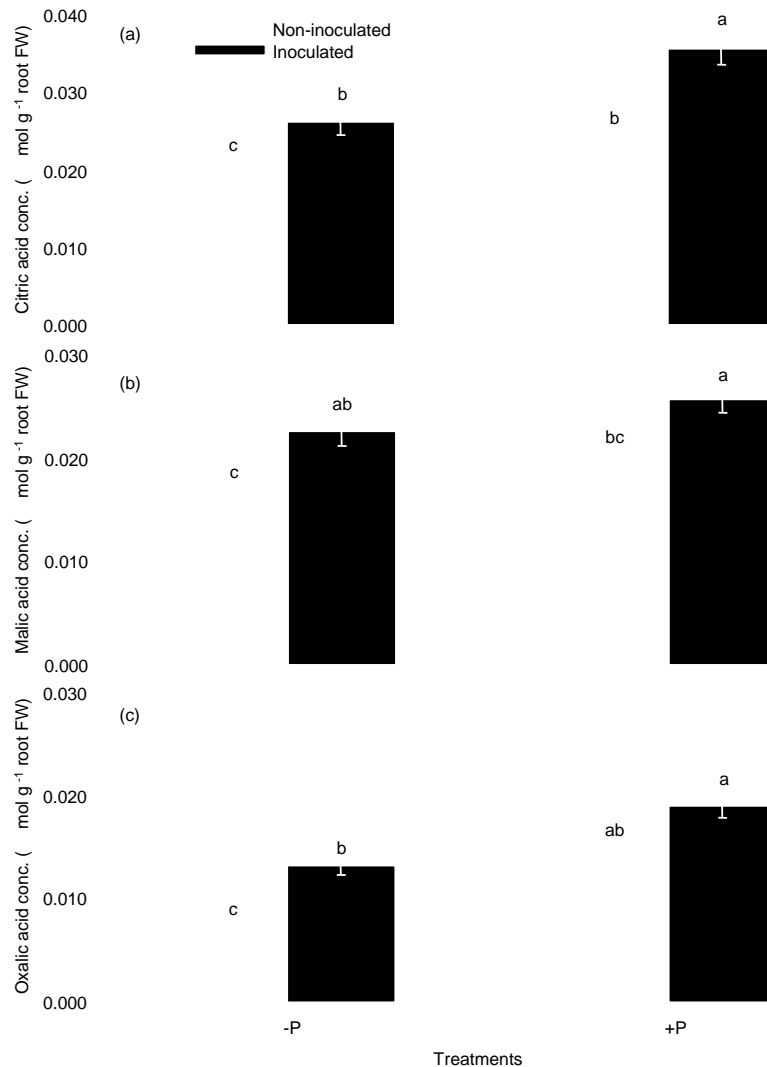 0.040
(a)
Non-inoculated
Inoculated
a
0.030
b
b
c
0.020
0.010
0.000
Citric acid conc. ( mol g-1 root FW)
0.030
(b)
a
ab
bc
c
0.020
0.010
0.000
Malic acid conc. ( mol g-1 root FW)
0.030
(c)
a
0.020
ab
b
c
0.010
0.000
Oxalic acid conc. ( mol g-1 root FW)
-P +P
Treatments